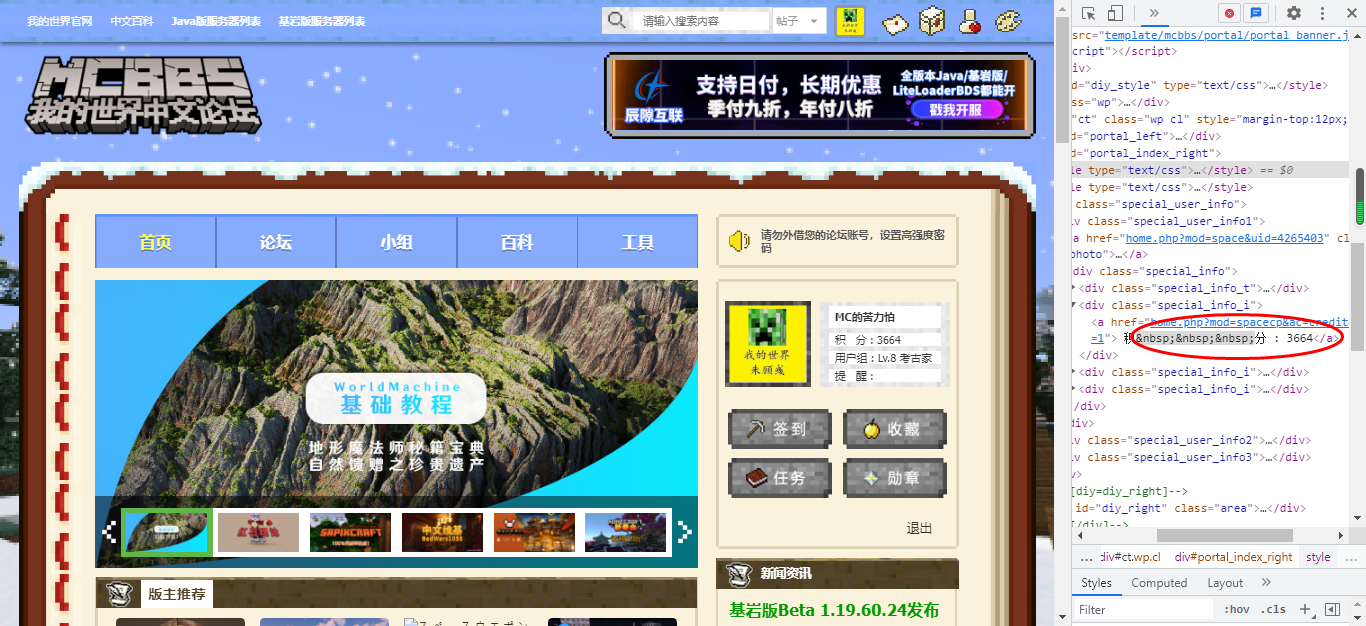 我的世界官网 中文百科 Java版服务器列表 基岩版服务器列表
请输入搜索内容 帖子
MCBBS
我的世界中文论坛
辰隙互联
支持日付，长期优惠
季付九折，年付八折
全版本Java/基岩版/
LiteLoaderBDS都能开
戳我开服
首页 论坛 小组 百科 工具
请勿外借您的论坛账号，设置高强度密
码
WorldMachine
基础教程
地形魔法师秘籍宝典
自然馈赠之珍贵遗产
我的世界
MC的苦力怕
积 分 : 3664
用户组 : Lv.8 考古家
提 醒 :
签到 收藏
任务 勋章
退出
版主推荐
新闻资讯
基岩版Beta 1.19.60.24发布
src="template/mcbbs/portal/portal_banner.j
cript"></script>
iv>
d="diy_style" type="text/css">…</style>
ss="wp">…</div>
"ct" class="wp cl" style="margin-top:12px;
d="portal_left">…</div>
d="portal_index_right">
le type="text/css">…</style> == $0
le type="text/css">…</style>
class="special_user_info">
iv class="special_user_info1">
a href="home.php?mod=space&uid=4265403" cl
photo">…</a>
div class="special_info">
<div class="special_info_t">…</div>
<div class="special_info_i">
<a href="home.php?mod=spacecp&ac=credit
=1"> 积&nbsp;&nbsp;&nbsp;分 : 3664</a>
</div>
<div class="special_info_i">…</div>
<div class="special_info_i">…</div>
/div>
div>
iv class="special_user_info2">…</div>
iv class="special_user_info3">…</div>
v>
[diy=diy_right]-->
id="diy_right" class="area">…</div>
[/diy]-->
… div#ct.wp.cl div#portal_index_right style …
Styles Computed Layout
Filter :hov .cls